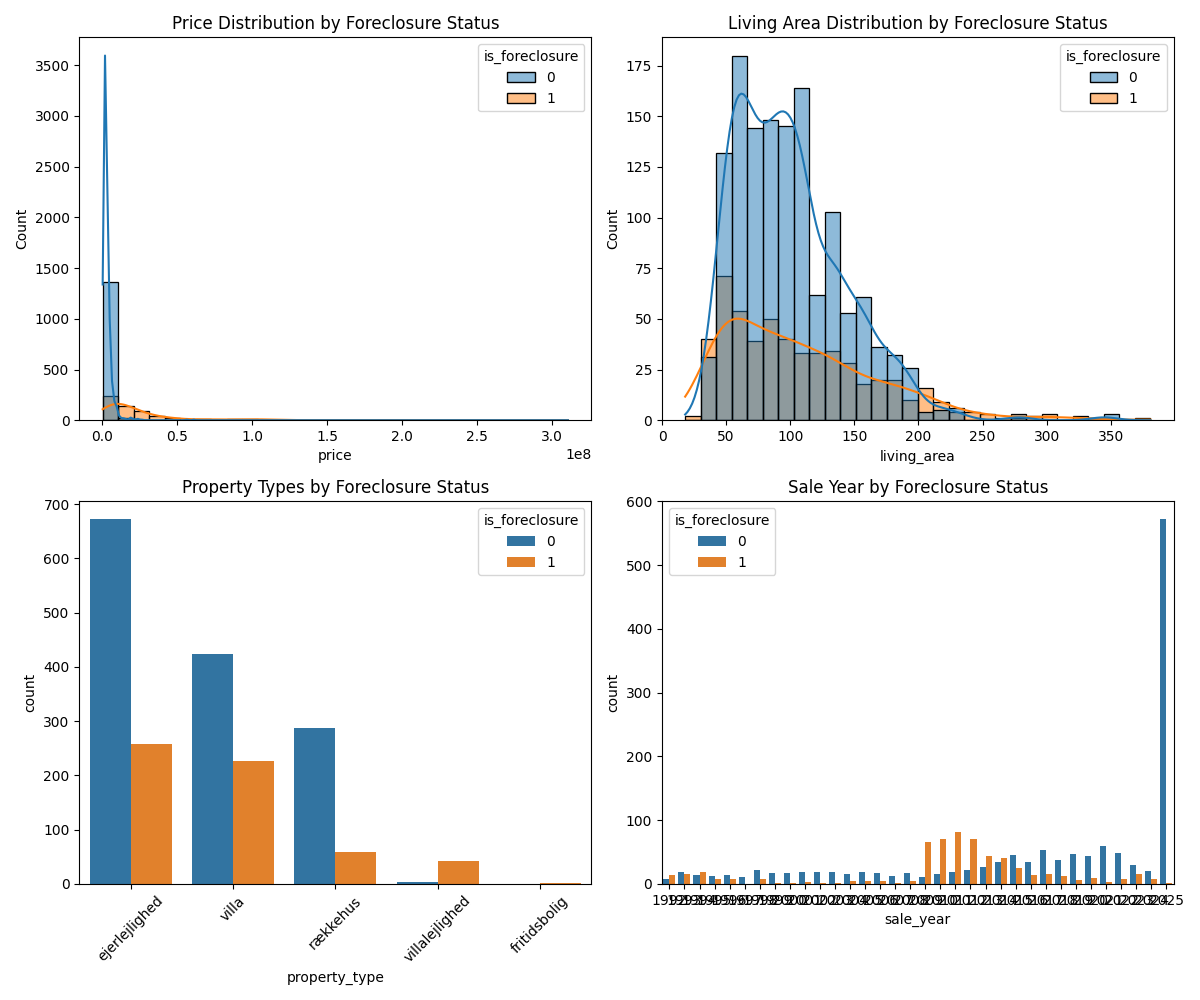 Price Distribution by Foreclosure Status
3500
3000
2500
2000
1500
1000
500
0
Count
0.0 0.5 1.0 1.5 2.0 2.5 3.0
1e8
price
is_foreclosure
0
1
Living Area Distribution by Foreclosure Status
175
150
125
100
75
50
25
0
Count
0 50 100 150 200 250 300 350
living_area
is_foreclosure
0
1
Property Types by Foreclosure Status
700
600
500
400
300
200
100
0
count
ejerlejlighed villa rækkehus villalejlighed fritidsbolig
property_type
is_foreclosure
0
1
Sale Year by Foreclosure Status
600
500
400
300
200
100
0
count
sale_year
is_foreclosure
0
1